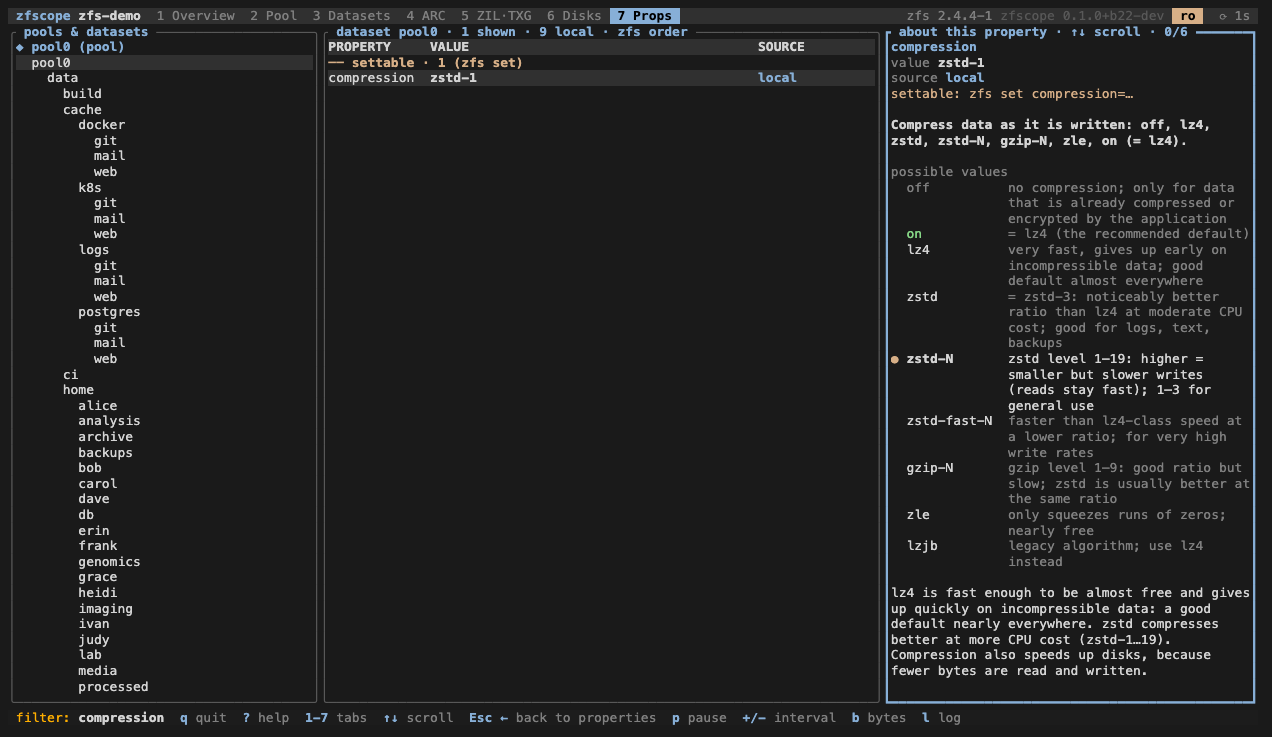 zfscope zfs-demo 1 Overview 2 Pool 3 Datasets 4 ARC 5 ZIL·TXG 6 Disks 7 Props zfs 2.4.4-1 zfscope 0.1.0+b22-dev ro ⟳ 1s
pools & datasets
◆ pool0 (pool)
pool0
data
build
cache
docker
git
mail
web
k8s
git
mail
web
logs
git
mail
web
postgres
git
mail
web
ci
home
alice
analysis
archive
backups
bob
carol
dave
db
erin
frank
genomics
grace
heidi
imaging
ivan
judy
lab
media
processed
dataset pool0 · 1 shown · 9 local · zfs order
PROPERTY VALUE SOURCE
── settable · 1 (zfs set)
compression zstd-1 local
about this property · ↑↓ scroll · 0/6
compression
value zstd-1
source local
settable: zfs set compression=…
Compress data as it is written: off, lz4,
zstd, zstd-N, gzip-N, zle, on (= lz4).
possible values
off no compression; only for data
that is already compressed or
encrypted by the application
on = lz4 (the recommended default)
lz4 very fast, gives up early on
incompressible data; good
default almost everywhere
zstd = zstd-3: noticeably better
ratio than lz4 at moderate CPU
cost; good for logs, text,
backups
● zstd-N zstd level 1–19: higher =
smaller but slower writes
(reads stay fast); 1–3 for
general use
zstd-fast-N faster than lz4-class speed at
a lower ratio; for very high
write rates
gzip-N gzip level 1–9: good ratio but
slow; zstd is usually better at
the same ratio
zle only squeezes runs of zeros;
nearly free
lzjb legacy algorithm; use lz4
instead
lz4 is fast enough to be almost free and gives
up quickly on incompressible data: a good
default nearly everywhere. zstd compresses
better at more CPU cost (zstd-1…19).
Compression also speeds up disks, because
fewer bytes are read and written.
filter: compression q quit ? help 1–7 tabs ↑↓ scroll Esc ← back to properties p pause +/− interval b bytes l log